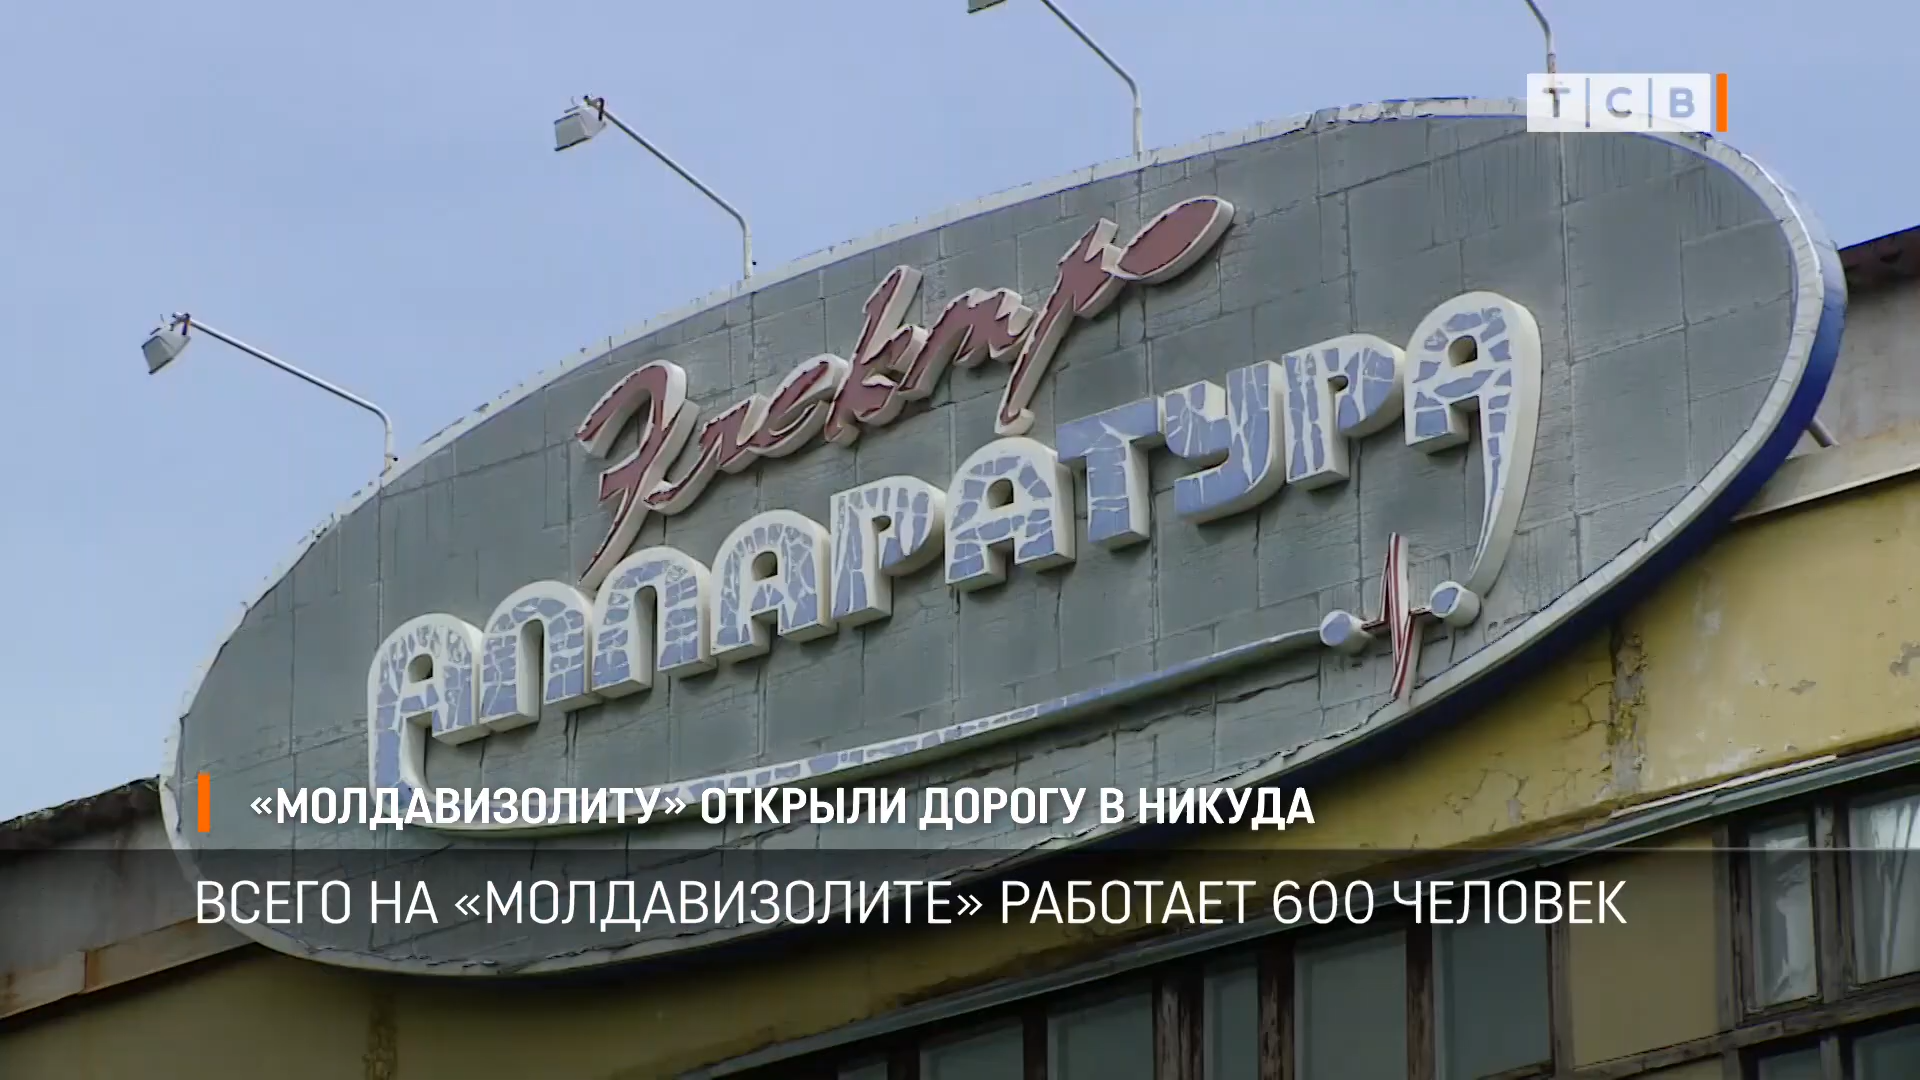 ТСВ
Электро
АППАРАТУРА
«МОЛДАВИЗОЛИТУ» ОТКРЫЛИ ДОРОГУ В НИКУДА
ВСЕГО НА «МОЛДАВИЗОЛИТЕ» РАБОТАЕТ 600 ЧЕЛОВЕК